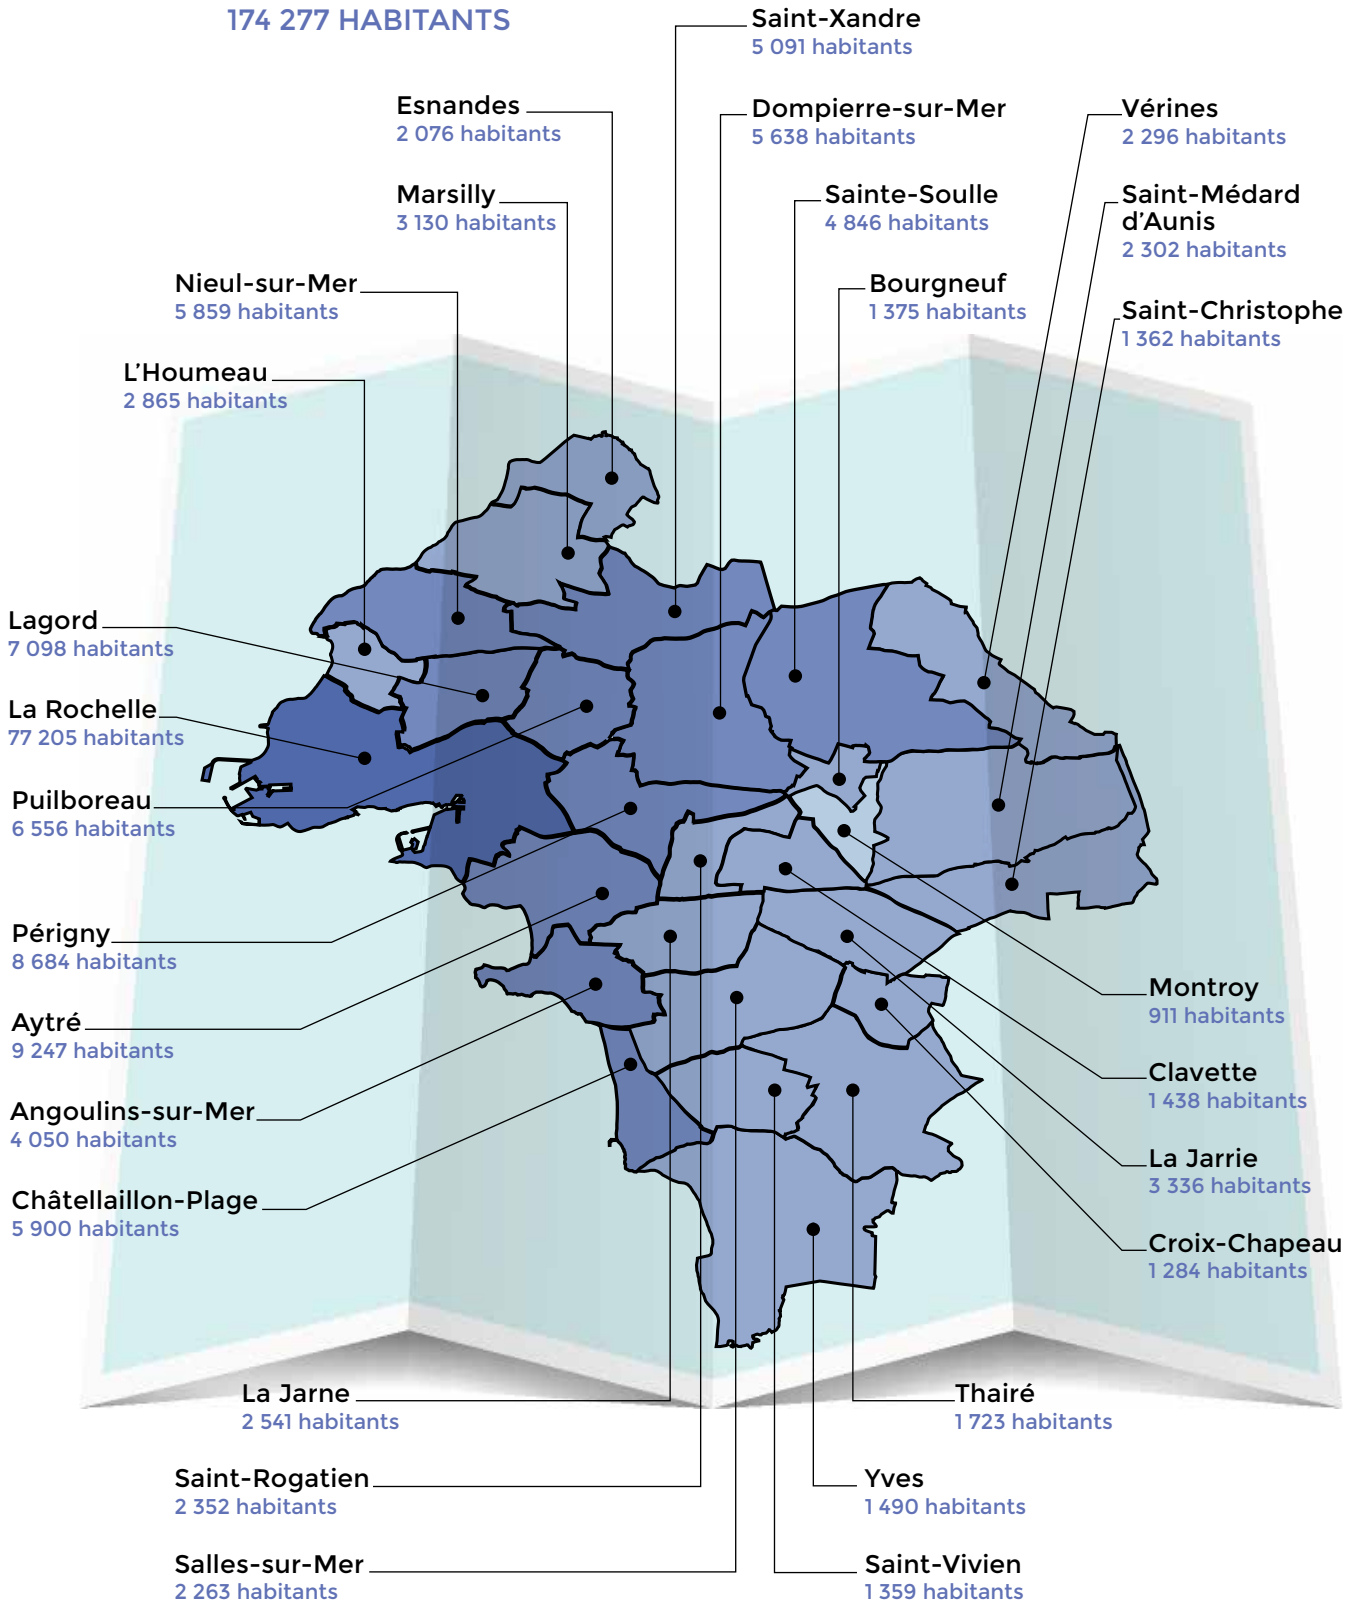 174 277 HABITANTS
Saint-Xandre
5 091 habitants
Esnandes
2 076 habitants
Dompierre-sur-Mer
5 638 habitants
Vérines
2 296 habitants
Marsilly
3 130 habitants
Sainte-Soulle
4 846 habitants
Saint-Médard
d'Aunis
2 302 habitants
Nieul-sur-Mer
5 859 habitants
Bourgneuf
1 375 habitants
Saint-Christophe
1 362 habitants
L'Houmeau
2 865 habitants
Lagord
7 098 habitants
La Rochelle
77 205 habitants
Puilboreau
6 556 habitants
Périgny
8 684 habitants
Aytré
9 247 habitants
Angoulins-sur-Mer
4 050 habitants
Châtellaillon-Plage
5 900 habitants
Montroy
911 habitants
Clavette
1 438 habitants
La Jarrie
3 336 habitants
Croix-Chapeau
1 284 habitants
La Jarne
2 541 habitants
Thairé
1 723 habitants
Saint-Rogatien
2 352 habitants
Yves
1 490 habitants
Salles-sur-Mer
2 263 habitants
Saint-Vivien
1 359 habitants